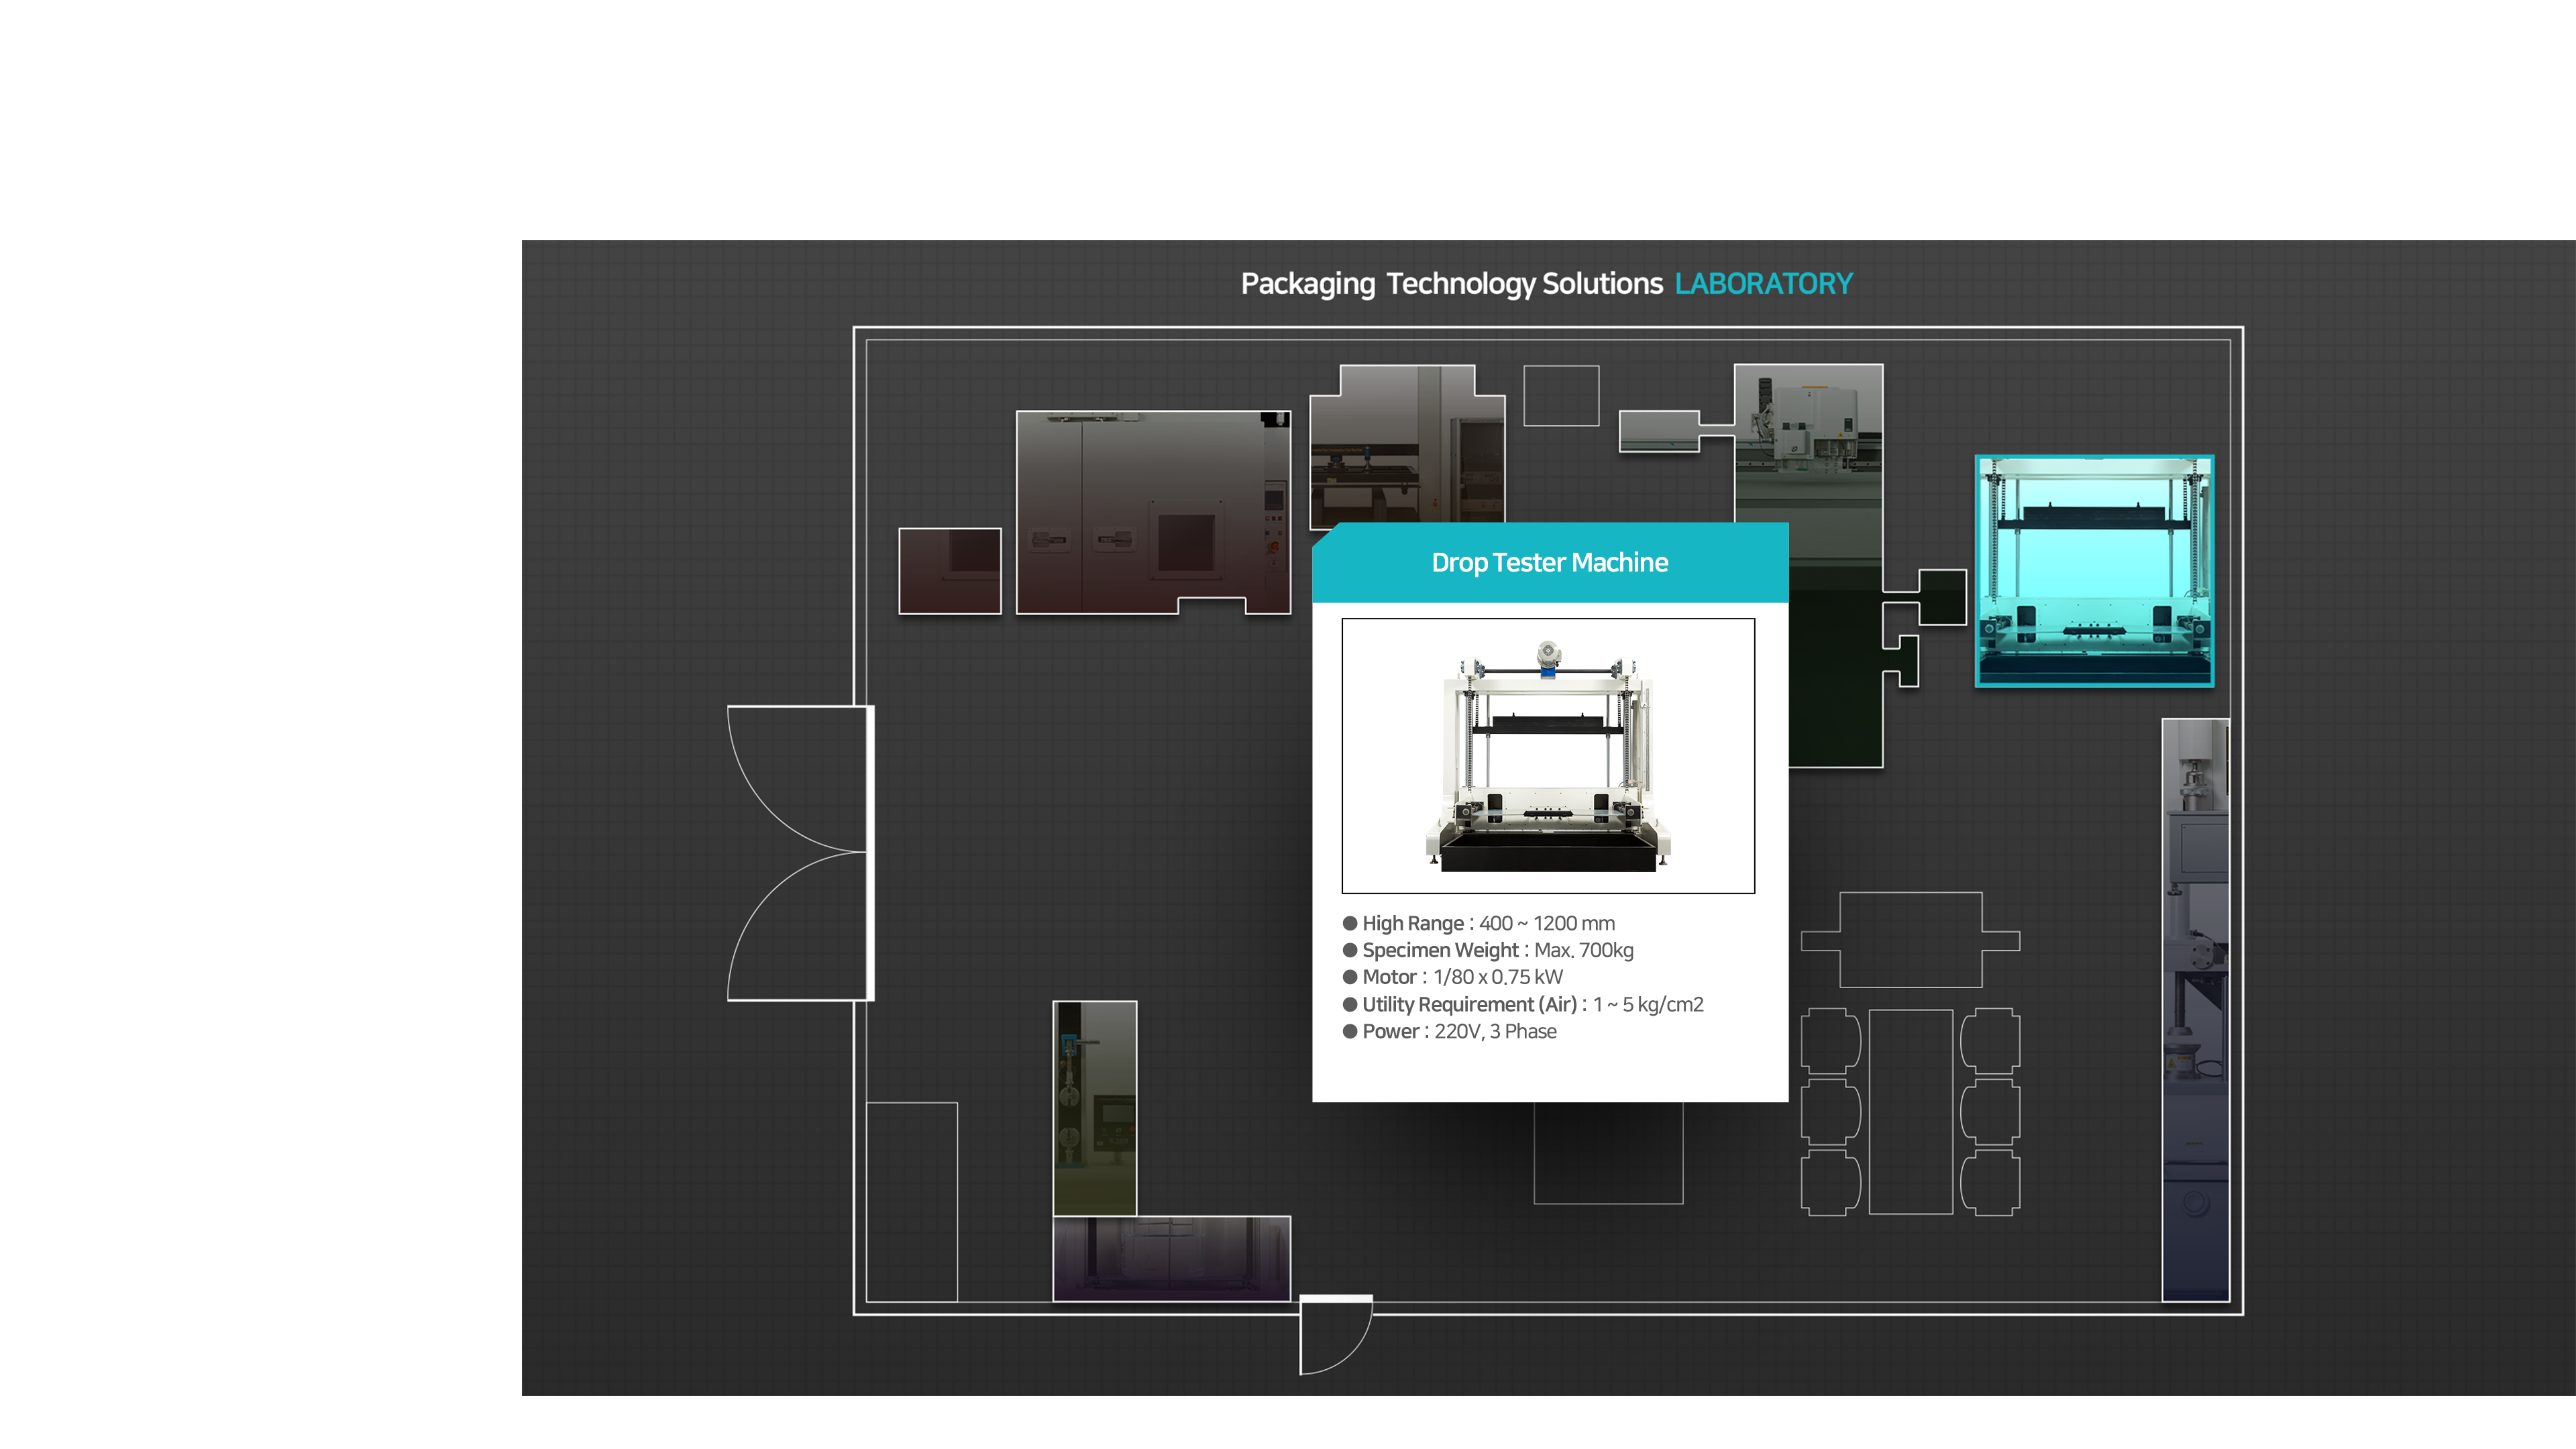 Packaging Technology Solutions LABORATORY
Drop Tester Machine
● High Range : 400 ~ 1200 mm
● Specimen Weight : Max. 700kg
● Motor : 1/80 x 0.75 kW
● Utility Requirement (Air) : 1 ~ 5 kg/cm2
● Power : 220V, 3 Phase